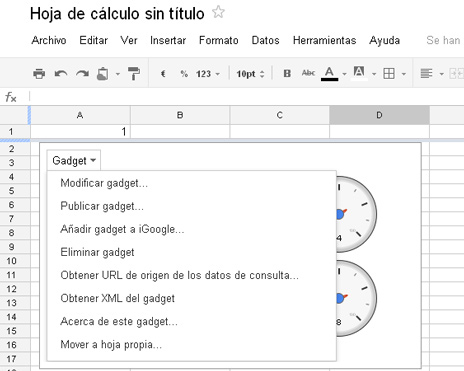 Hoja de cálculo sin título
Archivo Editar Ver Insertar Formato Datos Herramientas Ayuda Se han
€ % 123 10pt B Abc A A
fx
A B C D
1 1
2
3 Gadget
4 Modificar gadget...
5
6 Publicar gadget...
7
8 Añadir gadget a iGoogle... 4
9 Eliminar gadget
10
11 Obtener URL de origen de los datos de consulta...
12
13 Obtener XML del gadget
14
15 Acerca de este gadget... 8
16 Mover a hoja propia...
17